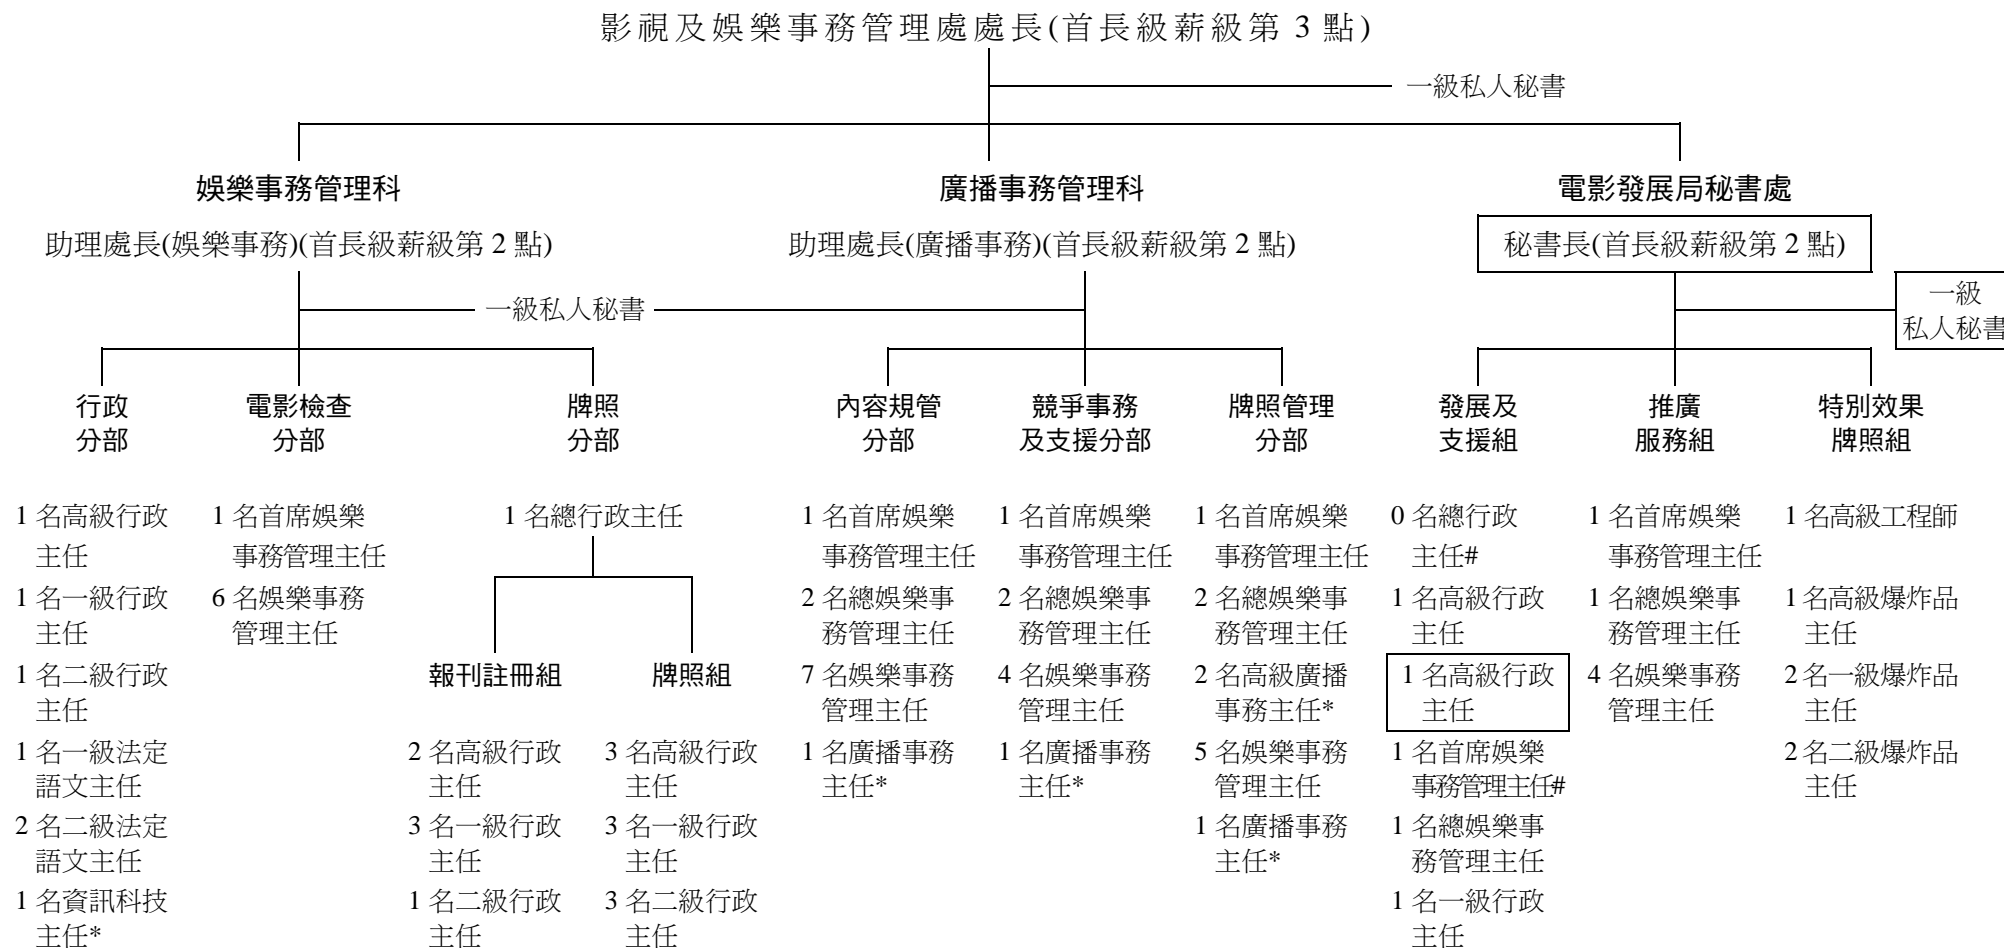 影視及娛樂事務管理處處長(首長級薪級第 3 點)
一級私人秘書
娛樂事務管理科
助理處長(娛樂事務)(首長級薪級第 2 點)
廣播事務管理科
助理處長(廣播事務)(首長級薪級第 2 點)
電影發展局秘書處
秘書長(首長級薪級第 2 點)
一級私人秘書
一級
私人秘書
行政
分部
1 名高級行政
主任
1 名一級行政
主任
1 名二級行政
主任
1 名一級法定
語文主任
2 名二級法定
語文主任
1 名資訊科技
主任*
電影檢查
分部
1 名首席娛樂
事務管理主任
6 名娛樂事務
管理主任
牌照
分部
1 名總行政主任
報刊註冊組
2 名高級行政
主任
3 名一級行政
主任
1 名二級行政
主任
牌照組
3 名高級行政
主任
3 名一級行政
主任
3 名二級行政
主任
內容規管
分部
1 名首席娛樂
事務管理主任
2 名總娛樂事
務管理主任
7 名娛樂事務
管理主任
1 名廣播事務
主任*
競爭事務
及支援分部
1 名首席娛樂
事務管理主任
2 名總娛樂事
務管理主任
4 名娛樂事務
管理主任
1 名廣播事務
主任*
牌照管理
分部
1 名首席娛樂
事務管理主任
2 名總娛樂事
務管理主任
2 名高級廣播
事務主任*
5 名娛樂事務
管理主任
1 名廣播事務
主任*
發展及
支援組
0 名總行政
主任#
1 名高級行政
主任
1 名高級行政
主任
1 名首席娛樂
事務管理主任#
1 名總娛樂事
務管理主任
1 名一級行政
主任
推廣
服務組
1 名首席娛樂
事務管理主任
1 名總娛樂事
務管理主任
4 名娛樂事務
管理主任
特別效果
牌照組
1 名高級工程師
1 名高級爆炸品
主任
2 名一級爆炸品
主任
2 名二級爆炸品
主任